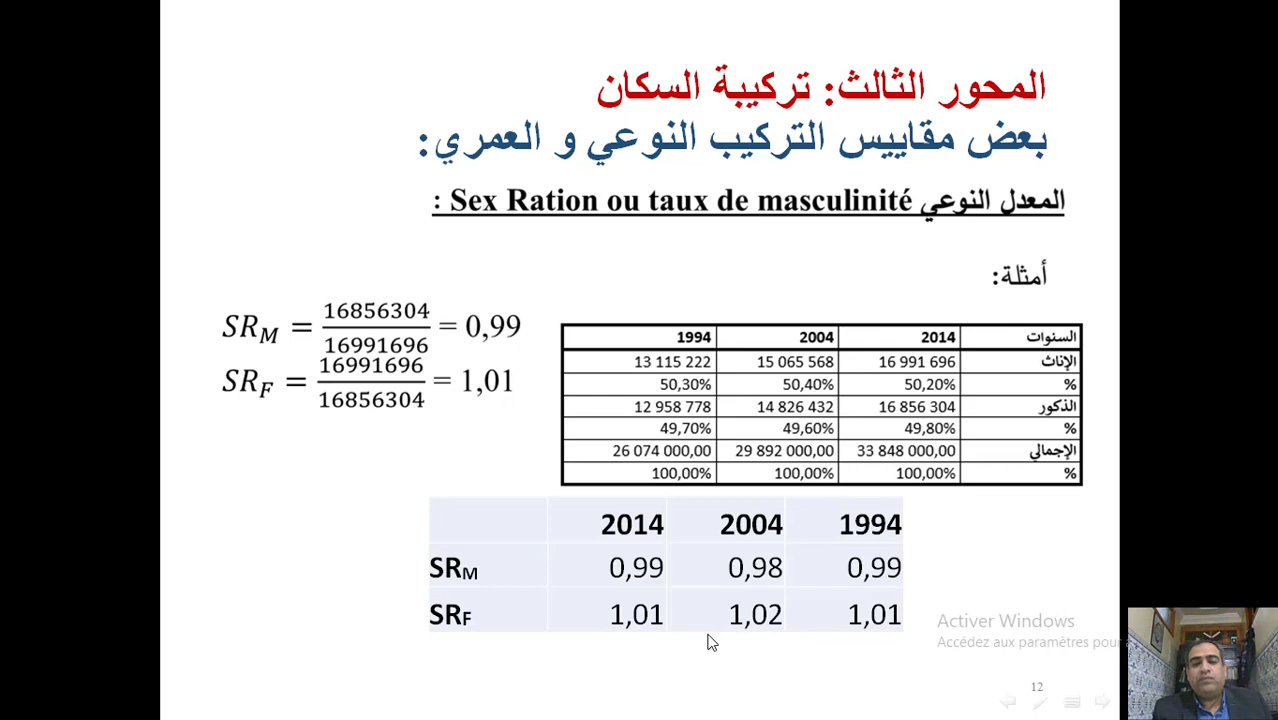 المحور الثالث: تركيبة السكان
بعض مقاييس التركيب النوعي و العمري:
المعدل النوعي Sex Ration ou taux de masculinité :
أمثلة:
SRM = 16856304 / 16991696 = 0,99
SRF = 16991696 / 16856304 = 1,01
السنوات 2014 2004 1994
الإناث 16 991 696 15 065 568 13 115 222
% 50,20% 50,40% 50,30%
الذكور 16 856 304 14 826 432 12 958 778
% 49,80% 49,60% 49,70%
الإجمالي 33 848 000,00 29 892 000,00 26 074 000,00
% 100,00% 100,00% 100,00%
2014 2004 1994
SRM 0,99 0,98 0,99
SRF 1,01 1,02 1,01
Activer Windows
Accédez aux paramètres pour
12